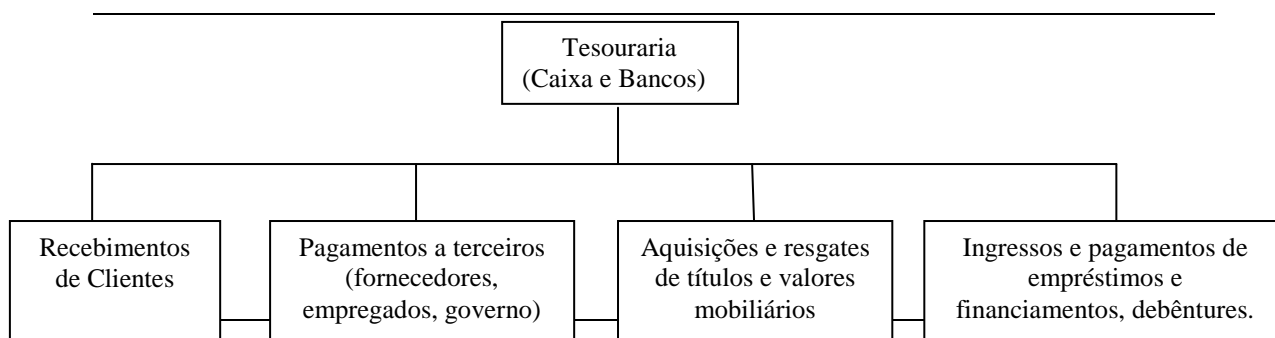 Tesouraria
(Caixa e Bancos)
Recebimentos
de Clientes
Pagamentos a terceiros
(fornecedores,
empregados, governo)
Aquisições e resgates
de títulos e valores
mobiliários
Ingressos e pagamentos de
empréstimos e
financiamentos, debêntures.